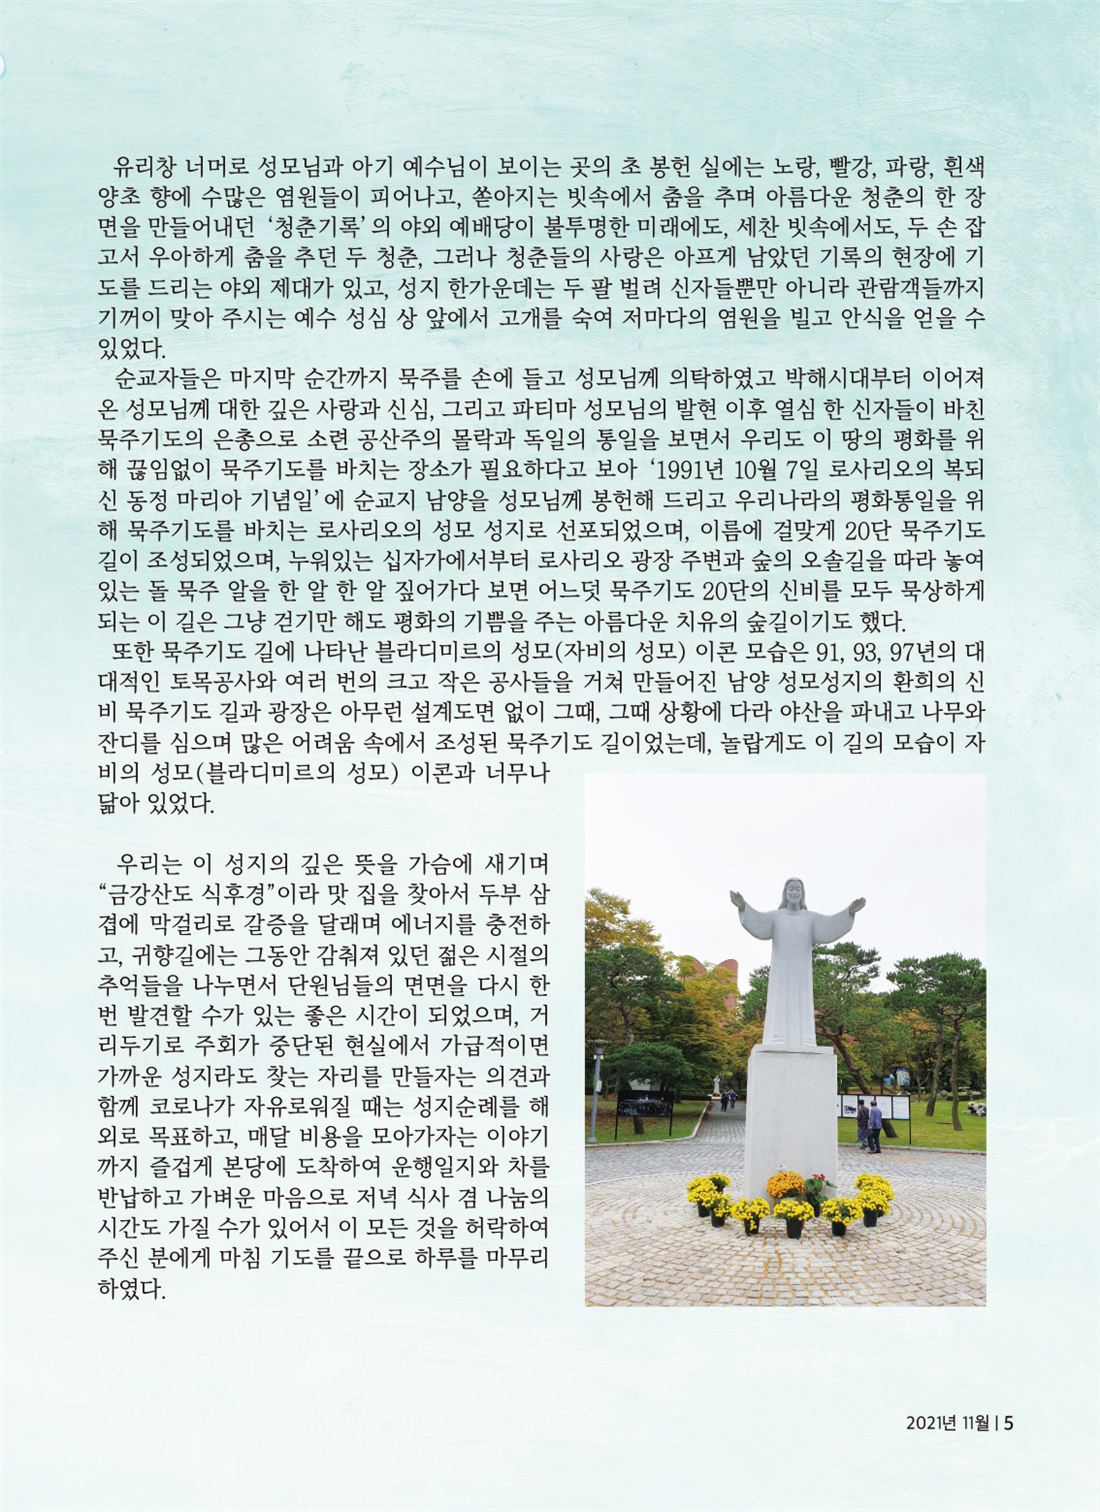 유리창 너머로 성모님과 아기 예수님이 보이는 곳의 초 봉헌 실에는 노랑, 빨강, 파랑, 흰색
양초 향에 수많은 염원들이 피어나고, 쏟아지는 빗속에서 춤을 추며 아름다운 청춘의 한 장
면을 만들어내던 ‘청춘기록’의 야외 예배당이 불투명한 미래에도, 세찬 빗속에서도, 두 손 잡
고서 우아하게 춤을 추던 두 청춘, 그러나 청춘들의 사랑은 아프게 남았던 기록의 현장에 기
도를 드리는 야외 제대가 있고, 성지 한가운데는 두 팔 벌려 신자들뿐만 아니라 관람객들까지
기꺼이 맞아 주시는 예수 성심 상 앞에서 고개를 숙여 저마다의 염원을 빌고 안식을 얻을 수
있었다.
순교자들은 마지막 순간까지 묵주를 손에 들고 성모님께 의탁하였고 박해시대부터 이어져
온 성모님께 대한 깊은 사랑과 신심, 그리고 파티마 성모님의 발현 이후 열심 한 신자들이 바친
묵주기도의 은총으로 소련 공산주의 몰락과 독일의 통일을 보면서 우리도 이 땅의 평화를 위
해 끊임없이 묵주기도를 바치는 장소가 필요하다고 보아 ‘1991년 10월 7일 로사리오의 복되
신 동정 마리아 기념일’에 순교지 남양을 성모님께 봉헌해 드리고 우리나라의 평화통일을 위
해 묵주기도를 바치는 로사리오의 성모 성지로 선포되었으며, 이름에 걸맞게 20단 묵주기도
길이 조성되었으며, 누워있는 십자가에서부터 로사리오 광장 주변과 숲의 오솔길을 따라 놓여
있는 돌 묵주 알을 한 알 한 알 짚어가다 보면 어느덧 묵주기도 20단의 신비를 모두 묵상하게
되는 이 길은 그냥 걷기만 해도 평화의 기쁨을 주는 아름다운 치유의 숲길이기도 했다.
또한 묵주기도 길에 나타난 블라디미르의 성모(자비의 성모) 이콘 모습은 91, 93, 97년의 대
대적인 토목공사와 여러 번의 크고 작은 공사들을 거쳐 만들어진 남양 성모성지의 환희의 신
비 묵주기도 길과 광장은 아무런 설계도면 없이 그때, 그때 상황에 다라 야산을 파내고 나무와
잔디를 심으며 많은 어려움 속에서 조성된 묵주기도 길이었는데, 놀랍게도 이 길의 모습이 자
비의 성모(블라디미르의 성모) 이콘과 너무나
닮아 있었다.
우리는 이 성지의 깊은 뜻을 가슴에 새기며
“금강산도 식후경”이라 맛 집을 찾아서 두부 삼
겹에 막걸리로 갈증을 달래며 에너지를 충전하
고, 귀향길에는 그동안 감춰져 있던 젊은 시절의
추억들을 나누면서 단원님들의 면면을 다시 한
번 발견할 수가 있는 좋은 시간이 되었으며, 거
리두기로 주회가 중단된 현실에서 가급적이면
가까운 성지라도 찾는 자리를 만들자는 의견과
함께 코로나가 자유로워질 때는 성지순례를 해
외로 목표하고, 매달 비용을 모아가자는 이야기
까지 즐겁게 본당에 도착하여 운행일지와 차를
반납하고 가벼운 마음으로 저녁 식사 겸 나눔의
시간도 가질 수가 있어서 이 모든 것을 허락하여
주신 분에게 마침 기도를 끝으로 하루를 마무리
하였다.
2021년 11월 | 5